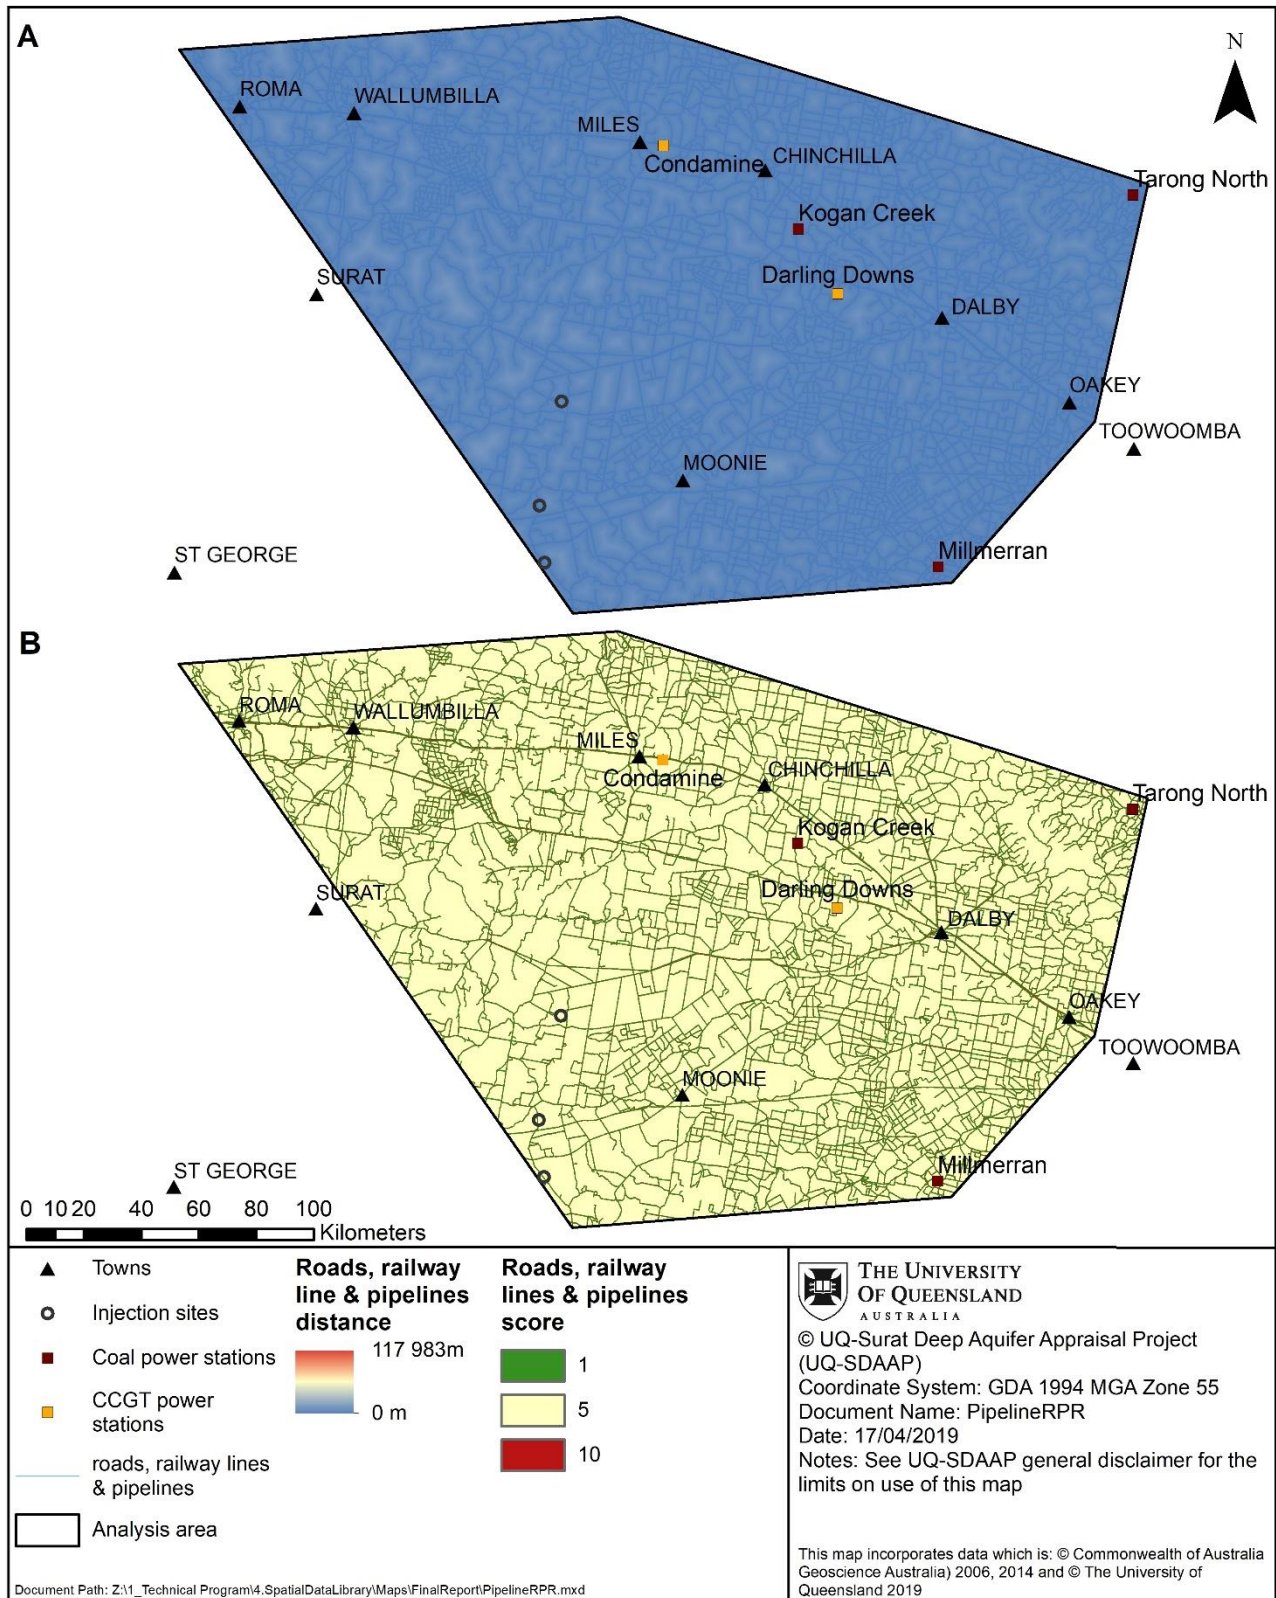 A
N
ROMA
WALLUMBILLA
MILES
Condamine
CHINCHILLA
Tarong North
Kogan Creek
SURAT
Darling Downs
DALBY
OAKEY
TOOWOOMBA
MOONIE
ST GEORGE
Millmerran
B
ROMA
WALLUMBILLA
MILES
Condamine
CHINCHILLA
Tarong North
Kogan Creek
SURAT
Darling Downs
DALBY
OAKEY
TOOWOOMBA
MOONIE
ST GEORGE
Millmerran
0 10 20 40 60 80 100
Kilometers
Towns
Injection sites
Coal power stations
CCGT power
stations
roads, railway lines
& pipelines
Analysis area
Roads, railway
line & pipelines
distance
117 983m
0 m
Roads, railway
lines & pipelines
score
1
5
10
THE UNIVERSITY
OF QUEENSLAND
AUSTRALIA
© UQ-Surat Deep Aquifer Appraisal Project
(UQ-SDAAP)
Coordinate System: GDA 1994 MGA Zone 55
Document Name: PipelineRPR
Date: 17/04/2019
Notes: See UQ-SDAAP general disclaimer for the
limits on use of this map
This map incorporates data which is: © Commonwealth of Australia
Geoscience Australia) 2006, 2014 and © The University of
Queensland 2019
Document Path: Z:\1_Technical Program\4.SpatialDataLibrary\Maps\FinalReport\PipelineRPR.mxd